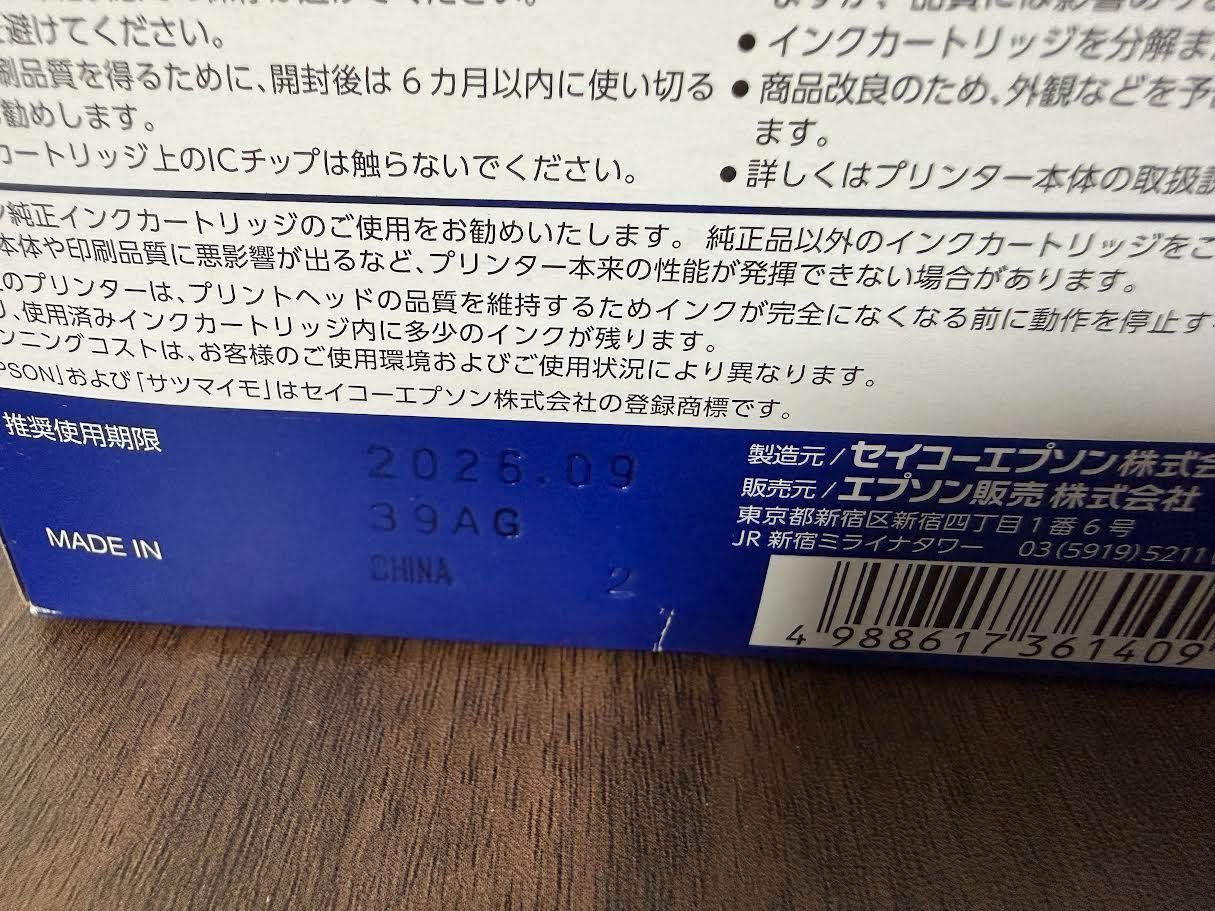 を避けてください。
刷品質を得るために、開封後は6カ月以内に使い切る
勧めします。
カートリッジ上のICチップは触らないでください。
● インクカートリッジを分解ま
● 商品改良のため、外観などを予
ます。
● 詳しくはプリンター本体の取扱説
純正インクカートリッジのご使用をお勧めいたします。純正品以外のインクカートリッジをご
本体や印刷品質に悪影響が出るなど、プリンター本来の性能が発揮できない場合があります。
のプリンターは、プリントヘッドの品質を維持するためインクが完全になくなる前に動作を停止す
り、使用済みインクカートリッジ内に多少のインクが残ります。
ンニングコストは、お客様のご使用環境およびご使用状況により異なります。
PSON」および「サツマイモ」はセイコーエプソン株式会社の登録商標です。
推奨使用期限
2026.09
39AG
MADE IN
CHINA 2
製造元/セイコーエプソン株式会
販売元/エプソン販売 株式会社
東京都新宿区新宿四丁目1番6号
JR 新宿ミライナタワー 03(5919)5211
4 988617 361409